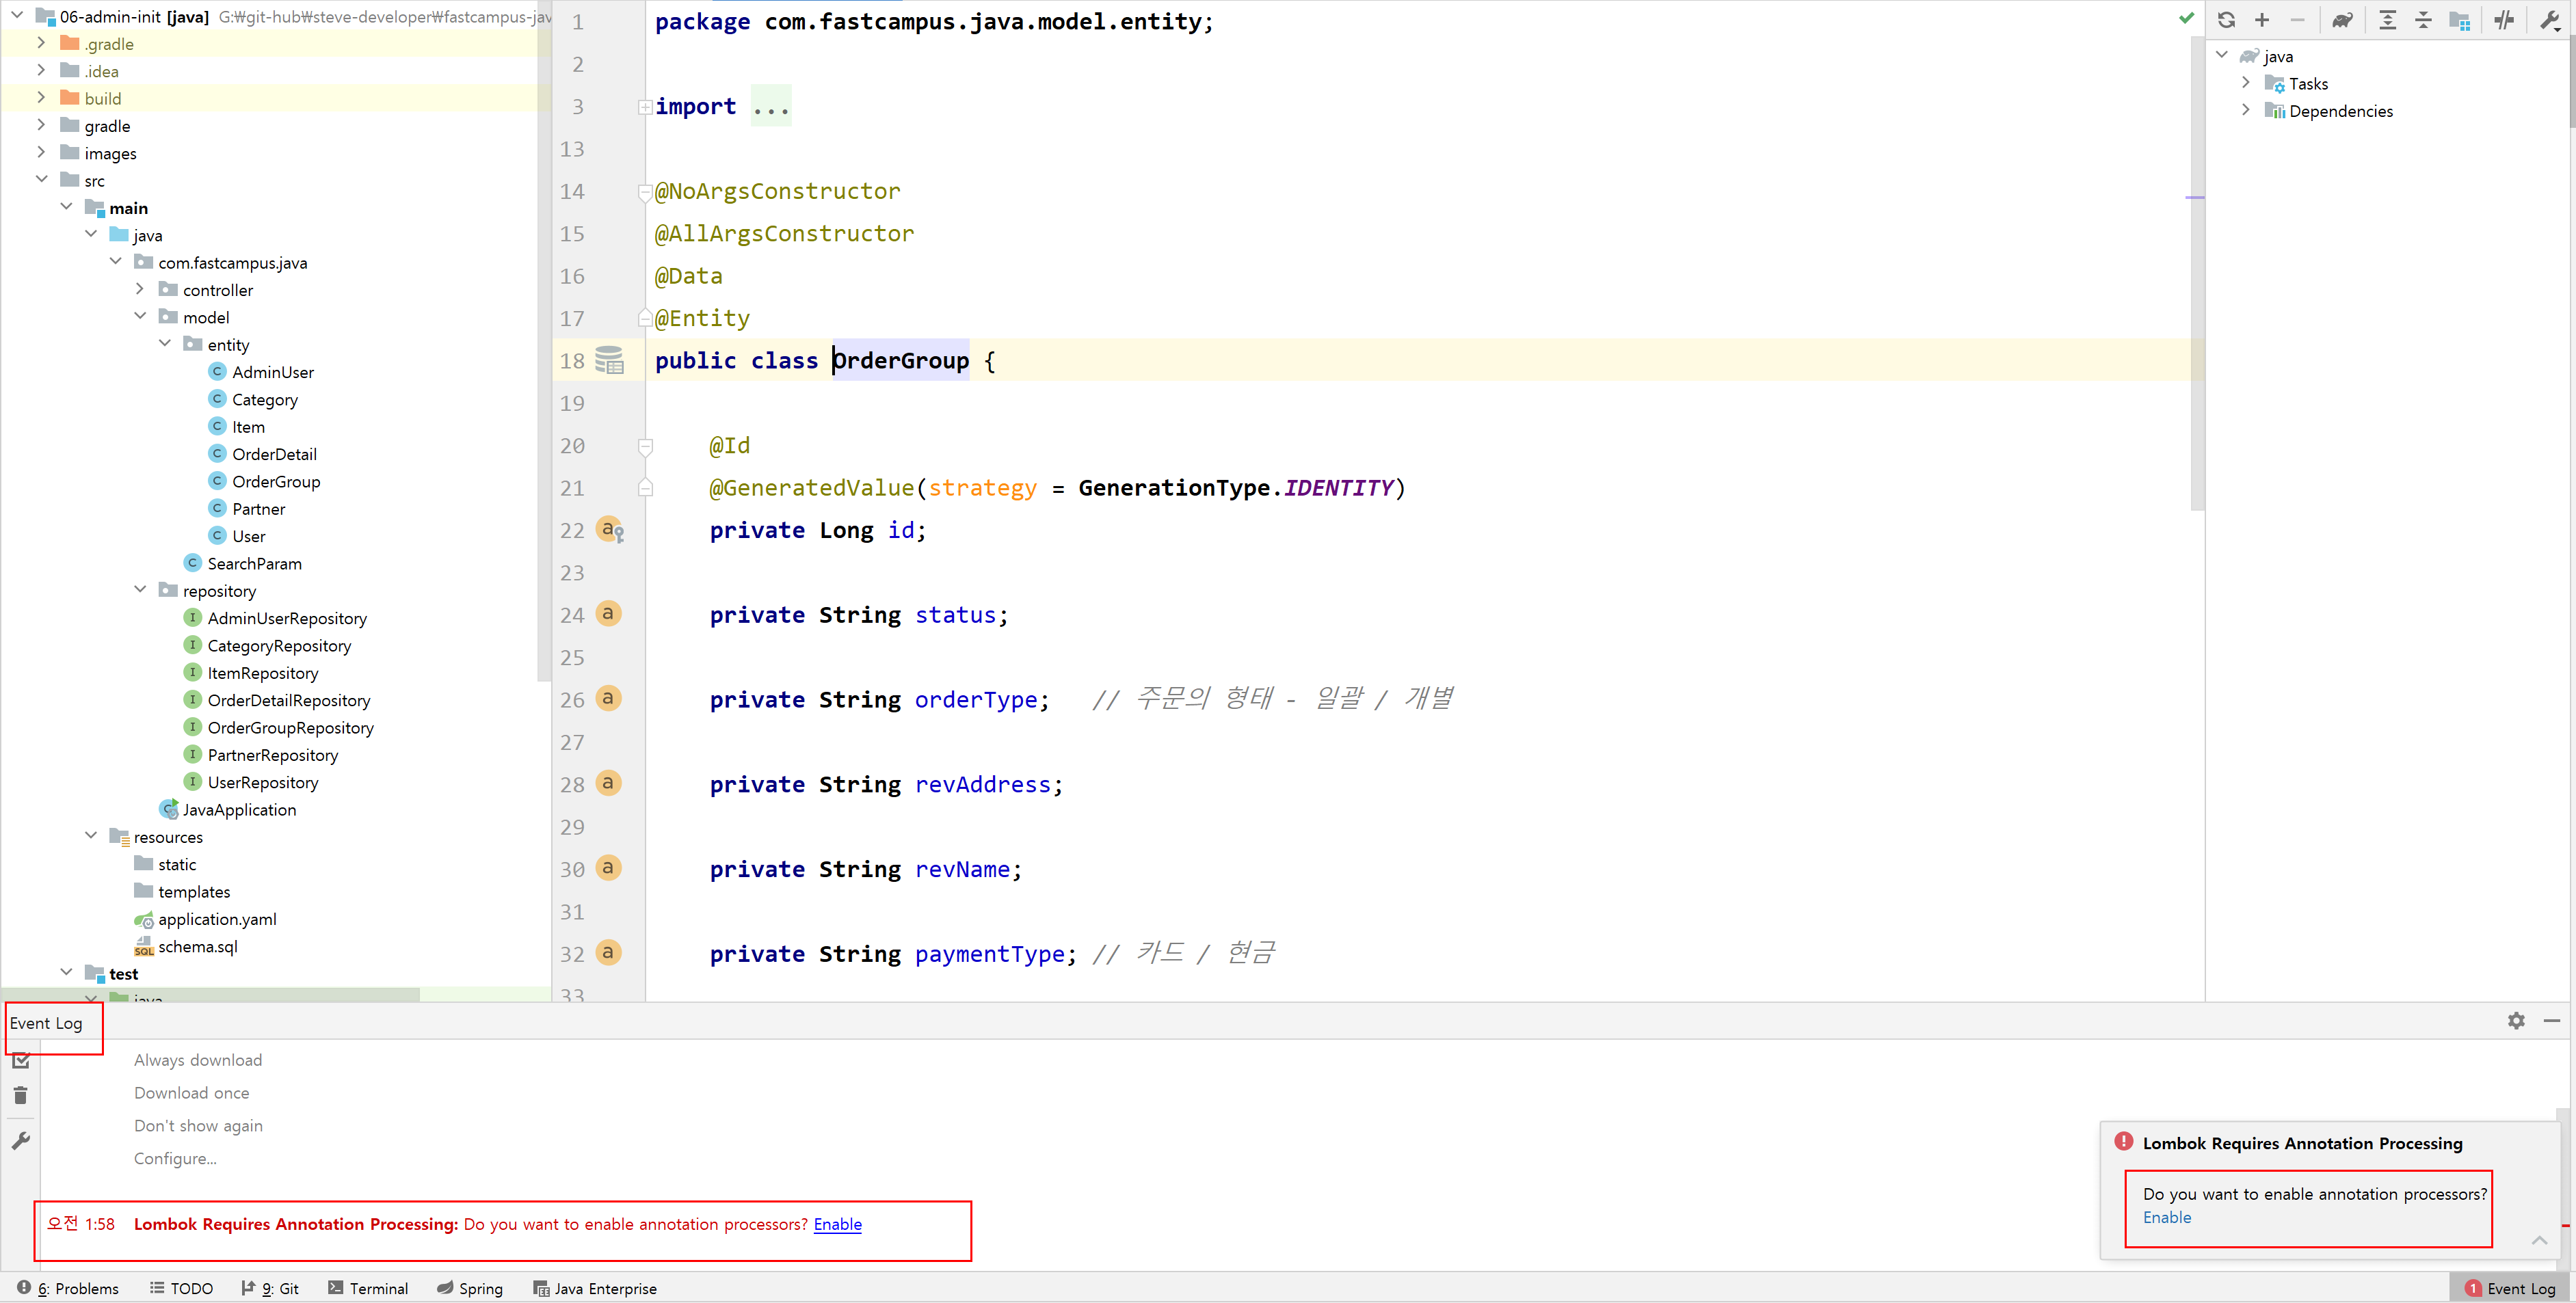 06-admin-init [java] G:₩git-hub₩steve-developer₩fastcampus-jav
.gradle
.idea
build
gradle
images
src
main
java
com.fastcampus.java
controller
model
entity
AdminUser
Category
Item
OrderDetail
OrderGroup
Partner
User
SearchParam
repository
AdminUserRepository
CategoryRepository
ItemRepository
OrderDetailRepository
OrderGroupRepository
PartnerRepository
UserRepository
JavaApplication
resources
static
templates
application.yaml
schema.sql
test
java
1 package com.fastcampus.java.model.entity;
2
3 import ...
13
14 @NoArgsConstructor
15 @AllArgsConstructor
16 @Data
17 @Entity
18 public class OrderGroup {
19
20 @Id
21 @GeneratedValue(strategy = GenerationType.IDENTITY)
22 private Long id;
23
24 private String status;
25
26 private String orderType; // 주문의 형태 - 일괄 / 개별
27
28 private String revAddress;
29
30 private String revName;
31
32 private String paymentType; // 카드 / 현금
33
java
Tasks
Dependencies
Event Log
Always download
Download once
Don't show again
Configure...
오전 1:58 Lombok Requires Annotation Processing: Do you want to enable annotation processors? Enable
Lombok Requires Annotation Processing
Do you want to enable annotation processors?
Enable
6: Problems TODO 9: Git Terminal Spring Java Enterprise 1 Event Log